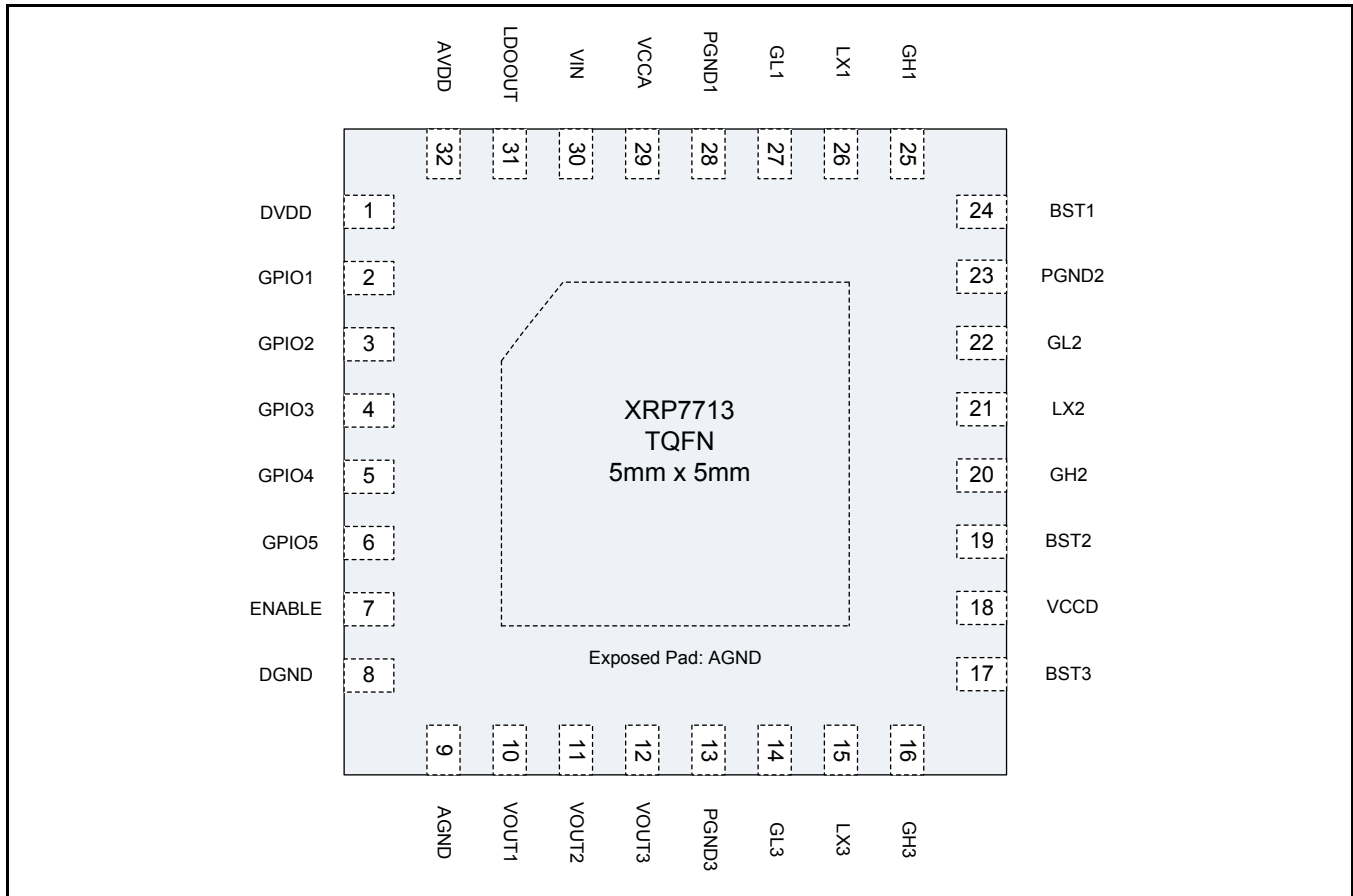 AVDD
LDOOUT
VIN
VCCA
PGND1
GL1
LX1
GH1
32
31
30
29
28
27
26
25
DVDD 1
GPIO1 2
GPIO2 3
GPIO3 4
GPIO4 5
GPIO5 6
ENABLE 7
DGND 8
24 BST1
23 PGND2
22 GL2
21 LX2
20 GH2
19 BST2
18 VCCD
17 BST3
XRP7713
TQFN
5mm x 5mm
Exposed Pad: AGND
9
10
11
12
13
14
15
16
AGND
VOUT1
VOUT2
VOUT3
PGND3
GL3
LX3
GH3